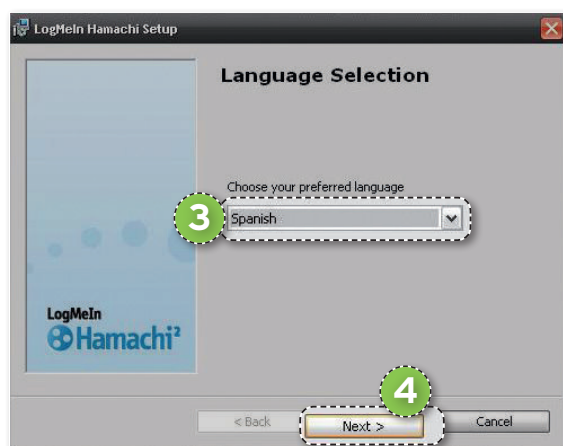 LogMeIn Hamachi Setup
Language Selection
Choose your preferred language
3
Spanish
LogMeIn
Hamachi²
4
< Back Next > Cancel